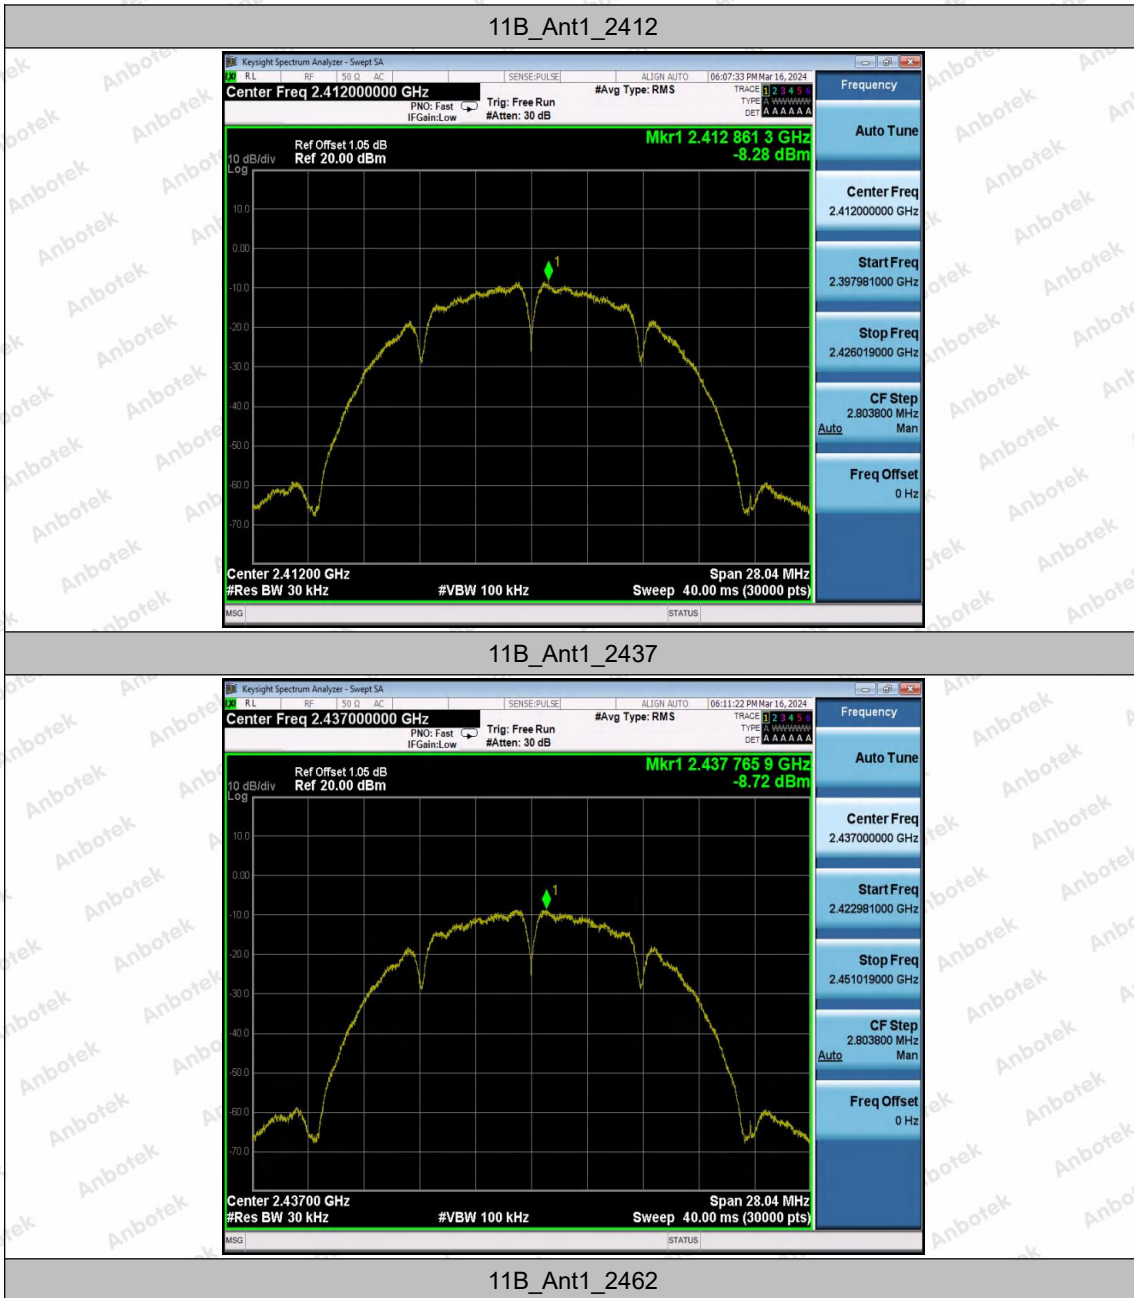 11B_Ant1_2412
Keysight Spectrum Analyzer - Swept SA
LXI RL RF 50 Ω AC SENSE:PULSE ALIGN AUTO 06:07:33 PM Mar 16, 2024
Center Freq 2.412000000 GHz
PNO: Fast
IFGain:Low
Trig: Free Run
#Atten: 30 dB
#Avg Type: RMS
TRACE 1 2 3 4 5 6
TYPE A WWWWW
DET A A A A A A
Frequency
Mkr1 2.412 861 3 GHz
-8.28 dBm
Ref Offset 1.05 dB
10 dB/div Ref 20.00 dBm
Log
10.0
0.00
-10.0
-20.0
-30.0
-40.0
-50.0
-60.0
-70.0
1
Center 2.41200 GHz Span 28.04 MHz
#Res BW 30 kHz #VBW 100 kHz Sweep 40.00 ms (30000 pts)
MSG STATUS
Auto Tune
Center Freq
2.412000000 GHz
Start Freq
2.397981000 GHz
Stop Freq
2.426019000 GHz
CF Step
2.803800 MHz
Auto Man
Freq Offset
0 Hz
11B_Ant1_2437
Keysight Spectrum Analyzer - Swept SA
LXI RL RF 50 Ω AC SENSE:PULSE ALIGN AUTO 06:11:22 PM Mar 16, 2024
Center Freq 2.437000000 GHz
PNO: Fast
IFGain:Low
Trig: Free Run
#Atten: 30 dB
#Avg Type: RMS
TRACE 1 2 3 4 5 6
TYPE A WWWWW
DET A A A A A A
Frequency
Mkr1 2.437 765 9 GHz
-8.72 dBm
Ref Offset 1.05 dB
10 dB/div Ref 20.00 dBm
Log
10.0
0.00
-10.0
-20.0
-30.0
-40.0
-50.0
-60.0
-70.0
1
Center 2.43700 GHz Span 28.04 MHz
#Res BW 30 kHz #VBW 100 kHz Sweep 40.00 ms (30000 pts)
MSG STATUS
Auto Tune
Center Freq
2.437000000 GHz
Start Freq
2.422981000 GHz
Stop Freq
2.451019000 GHz
CF Step
2.803800 MHz
Auto Man
Freq Offset
0 Hz
11B_Ant1_2462
Anbotek